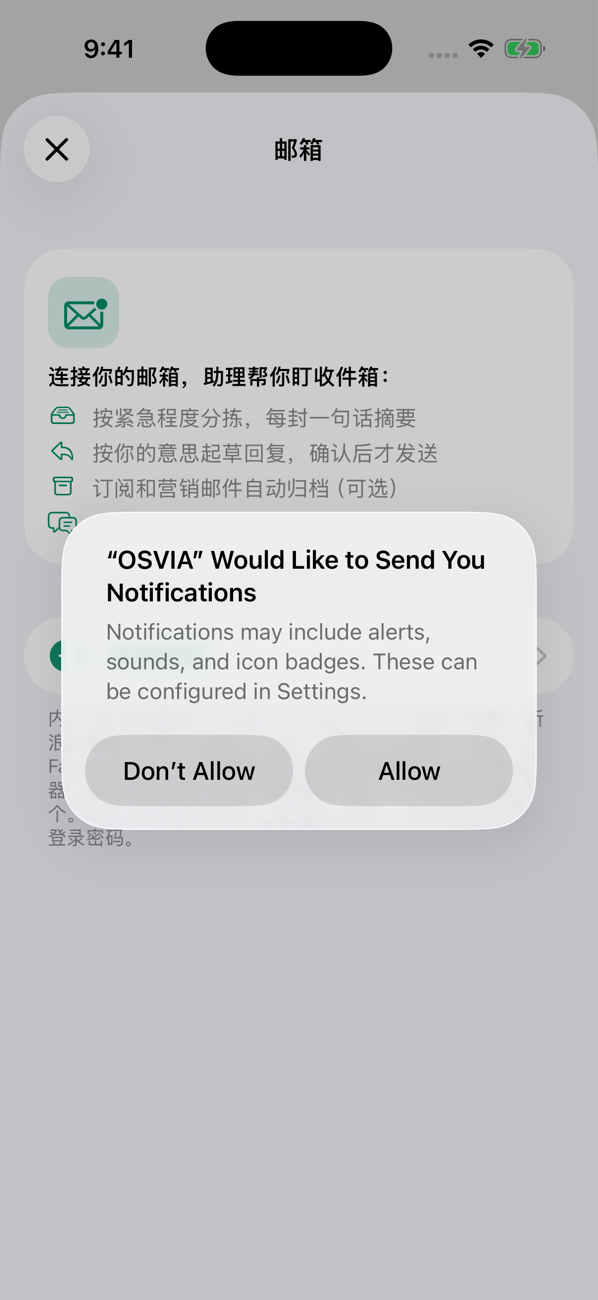 9:41
邮箱
连接你的邮箱，助理帮你盯收件箱：
按紧急程度分拣，每封一句话摘要
按你的意思起草回复，确认后才发送
订阅和营销邮件自动归档（可选）
“OSVIA” Would Like to Send You
Notifications
Notifications may include alerts,
sounds, and icon badges. These can
be configured in Settings.
Don’t Allow
Allow
内
浪
Fa
器
个。
登录密码。